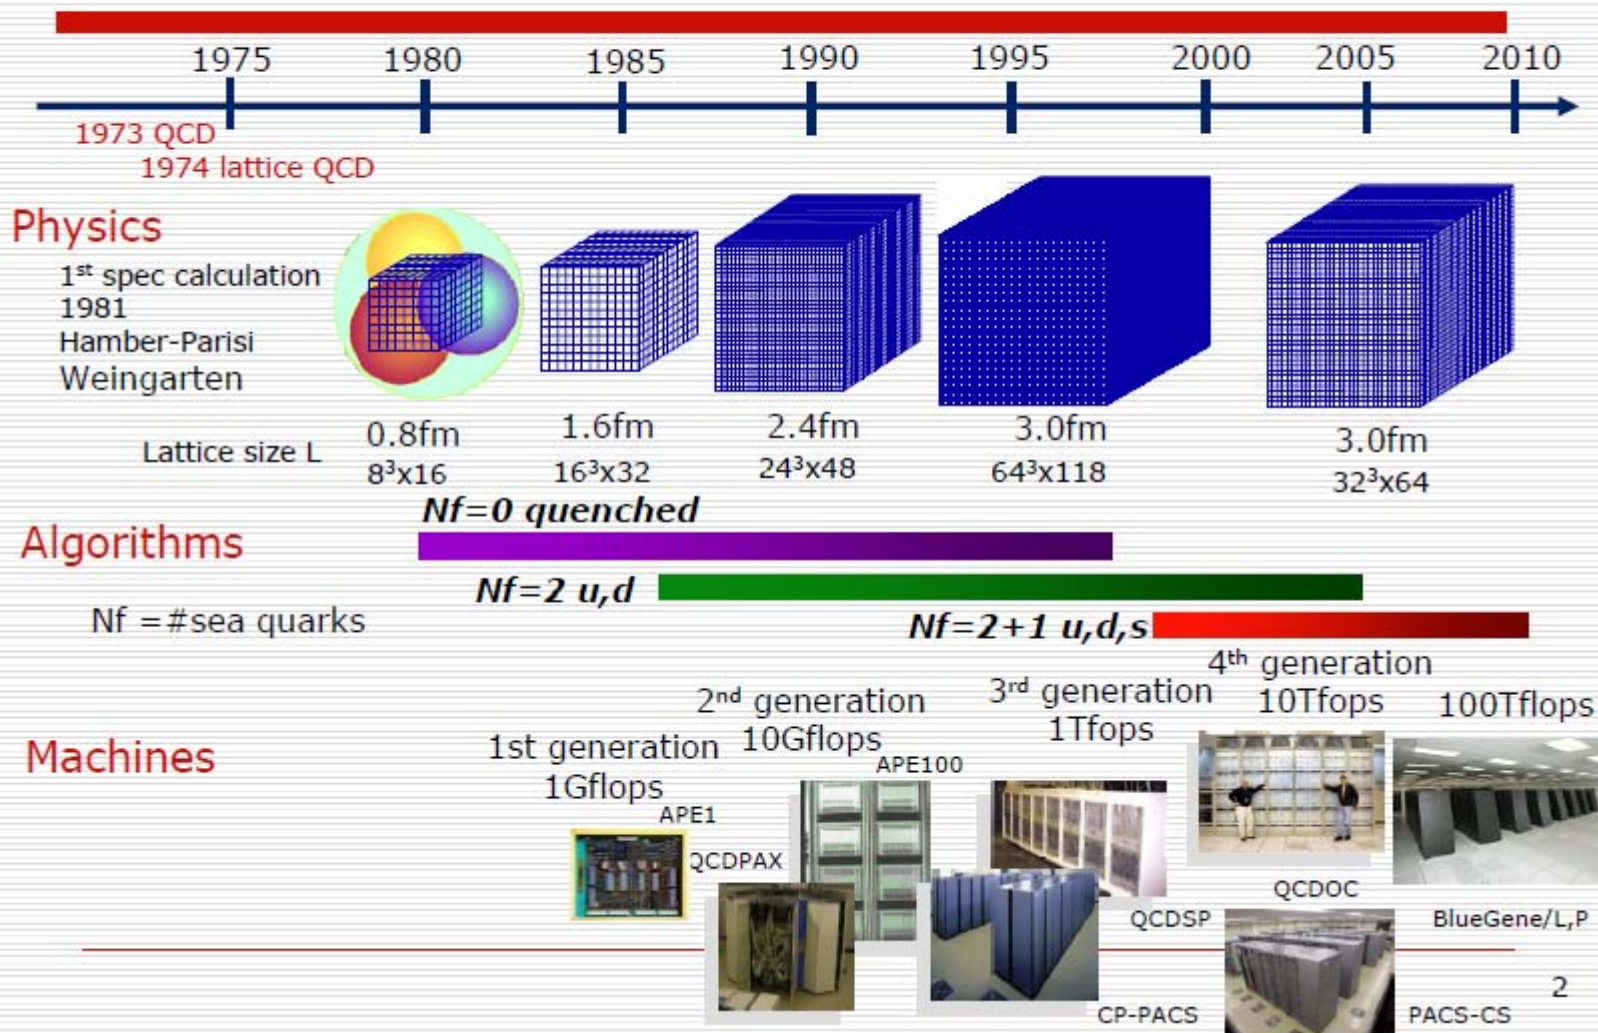 1975 1980 1985 1990 1995 2000 2005 2010
1973 QCD
1974 lattice QCD
Physics
1st spec calculation
1981
Hamber-Parisi
Weingarten
Lattice size L
0.8fm 1.6fm 2.4fm 3.0fm 3.0fm
8³x16 16³x32 24³x48 64³x118 32³x64
Nf=0 quenched
Algorithms
Nf=2 u,d
Nf =#sea quarks
Nf=2+1 u,d,s
Machines
1st generation
1Gflops
APE1
QCDPAX
2nd generation
10Gflops
APE100
3rd generation
1Tfops
4th generation
10Tfops
100Tflops
QCDSP
QCDOC
BlueGene/L,P
CP-PACS
PACS-CS
2